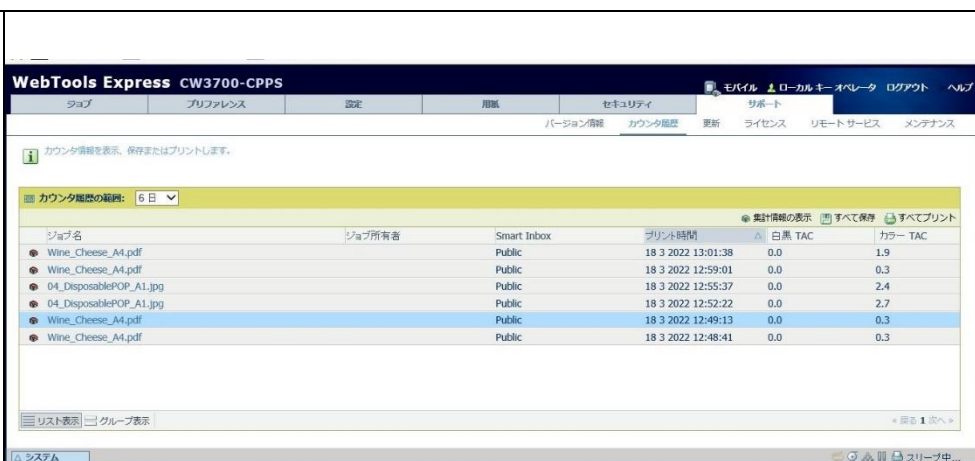 WebTools Express CW3700-CPPS
モバイル ローカル キー オペレータ ログアウト ヘルプ
ジョブ プリファレンス 設定 用紙 セキュリティ サポート
バージョン情報 カウンタ履歴 更新 ライセンス リモート サービス メンテナンス
カウンタ情報を表示、保存またはプリントします。
カウンタ履歴の範囲: 6 日
集計情報の表示 すべて保存 すべてプリント
ジョブ名 ジョブ所有者 Smart Inbox プリント時間 白黒 TAC カラー TAC
Wine_Cheese_A4.pdf Public 18 3 2022 13:01:38 0.0 1.9
Wine_Cheese_A4.pdf Public 18 3 2022 12:59:01 0.0 0.3
04_DisposablePOP_A1.jpg Public 18 3 2022 12:55:37 0.0 2.4
04_DisposablePOP_A1.jpg Public 18 3 2022 12:52:22 0.0 2.7
Wine_Cheese_A4.pdf Public 18 3 2022 12:49:13 0.0 0.3
Wine_Cheese_A4.pdf Public 18 3 2022 12:48:41 0.0 0.3
リスト表示 グループ表示 « 戻る 1 次へ »
システム スリープ中...